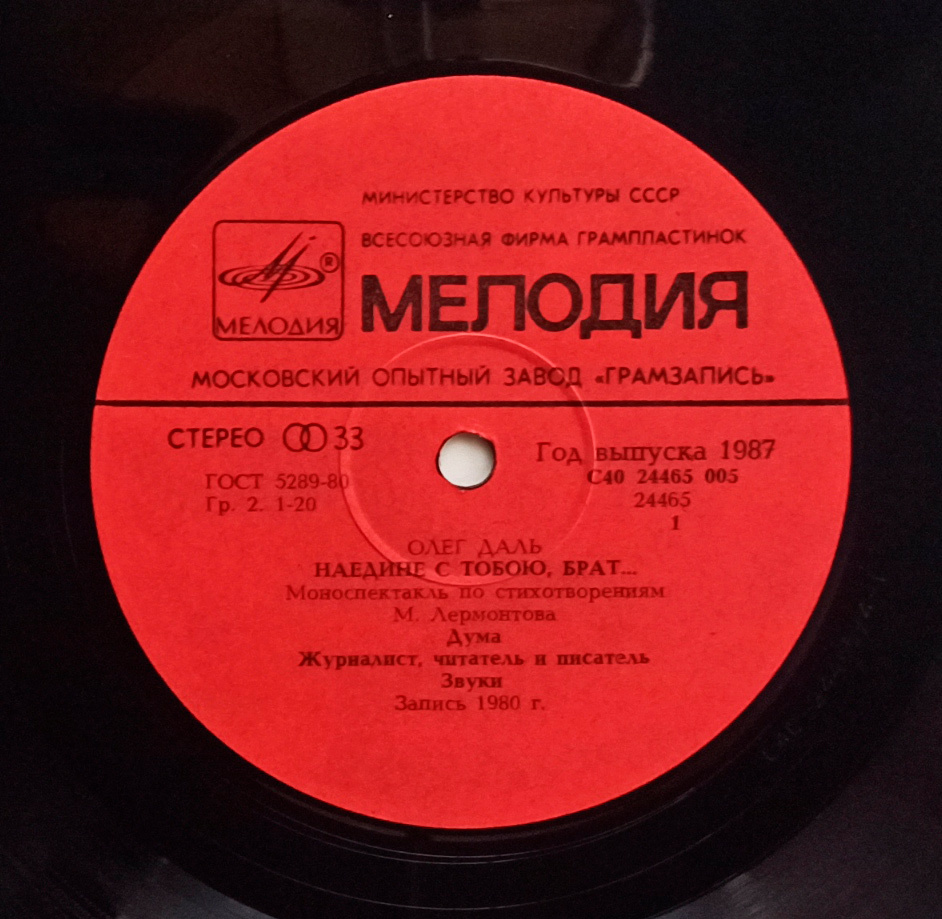 МИНИСТЕРСТВО КУЛЬТУРЫ СССР
ВСЕСОЮЗНАЯ ФИРМА ГРАМПЛАСТИНОК
®
МЕЛОДИЯ
МЕЛОДИЯ
МОСКОВСКИЙ ОПЫТНЫЙ ЗАВОД «ГРАМЗАПИСЬ»
СТЕРЕО 33
Год выпуска 1987
ГОСТ 5289-80
С40 24465 005
Гр. 2. 1-20
24465
1
ОЛЕГ ДАЛЬ
НАЕДИНЕ С ТОБОЮ, БРАТ...
Моноспектакль по стихотворениям
М. Лермонтова
Дума
Журналист, читатель и писатель
Звуки
Запись 1980 г.